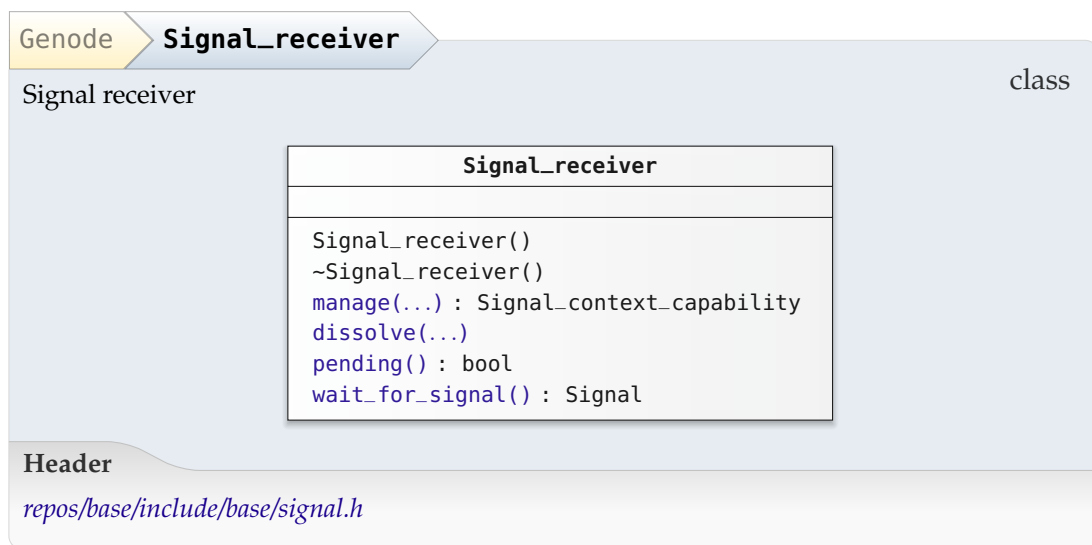 Genode Signal_receiver
class
Signal receiver
Signal_receiver
Signal_receiver()
~Signal_receiver()
manage(...) : Signal_context_capability
dissolve(...)
pending() : bool
wait_for_signal() : Signal
Header
repos/base/include/base/signal.h